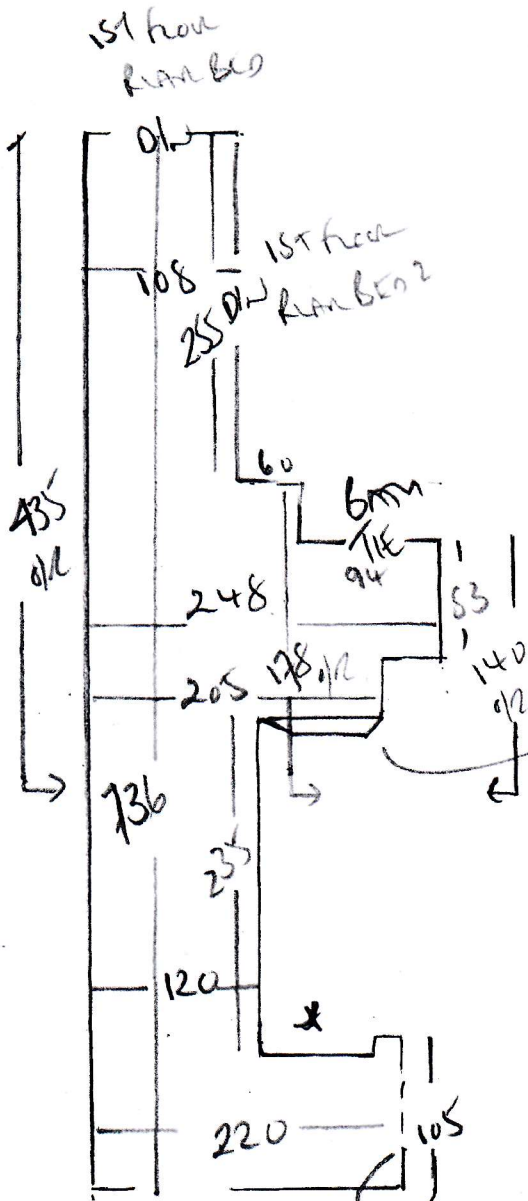 1ST FLOOR
REAR BED
D/W
108
1ST FLOOR
REAR BED 2
D/W
255
60
435
O/R
BATH
TILE
94
248
53
178 O/R
140
O/R
205
736
235
120
*
220
105